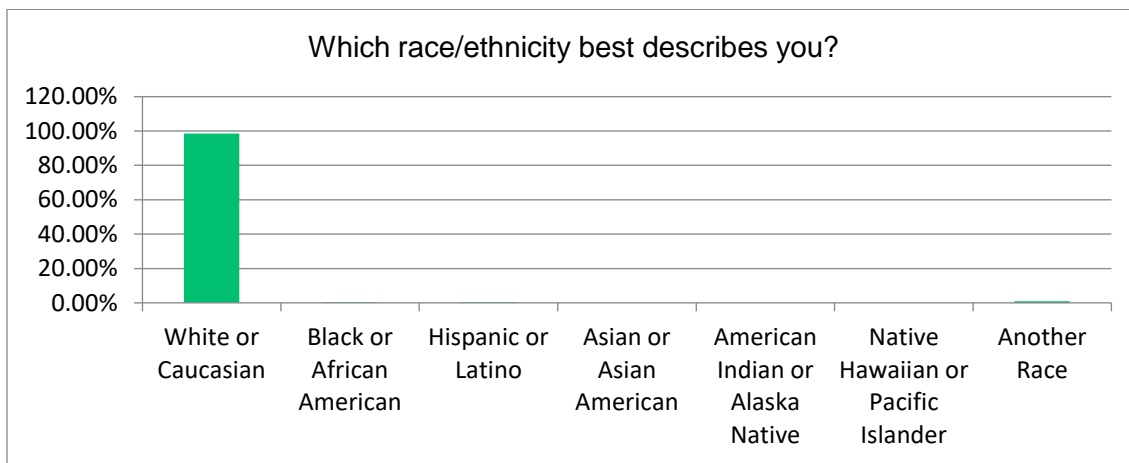 Which race/ethnicity best describes you?
120.00%
100.00%
80.00%
60.00%
40.00%
20.00%
0.00%
White or
Caucasian
Black or
African
American
Hispanic or
Latino
Asian or
Asian
American
American
Indian or
Alaska
Native
Native
Hawaiian or
Pacific
Islander
Another
Race